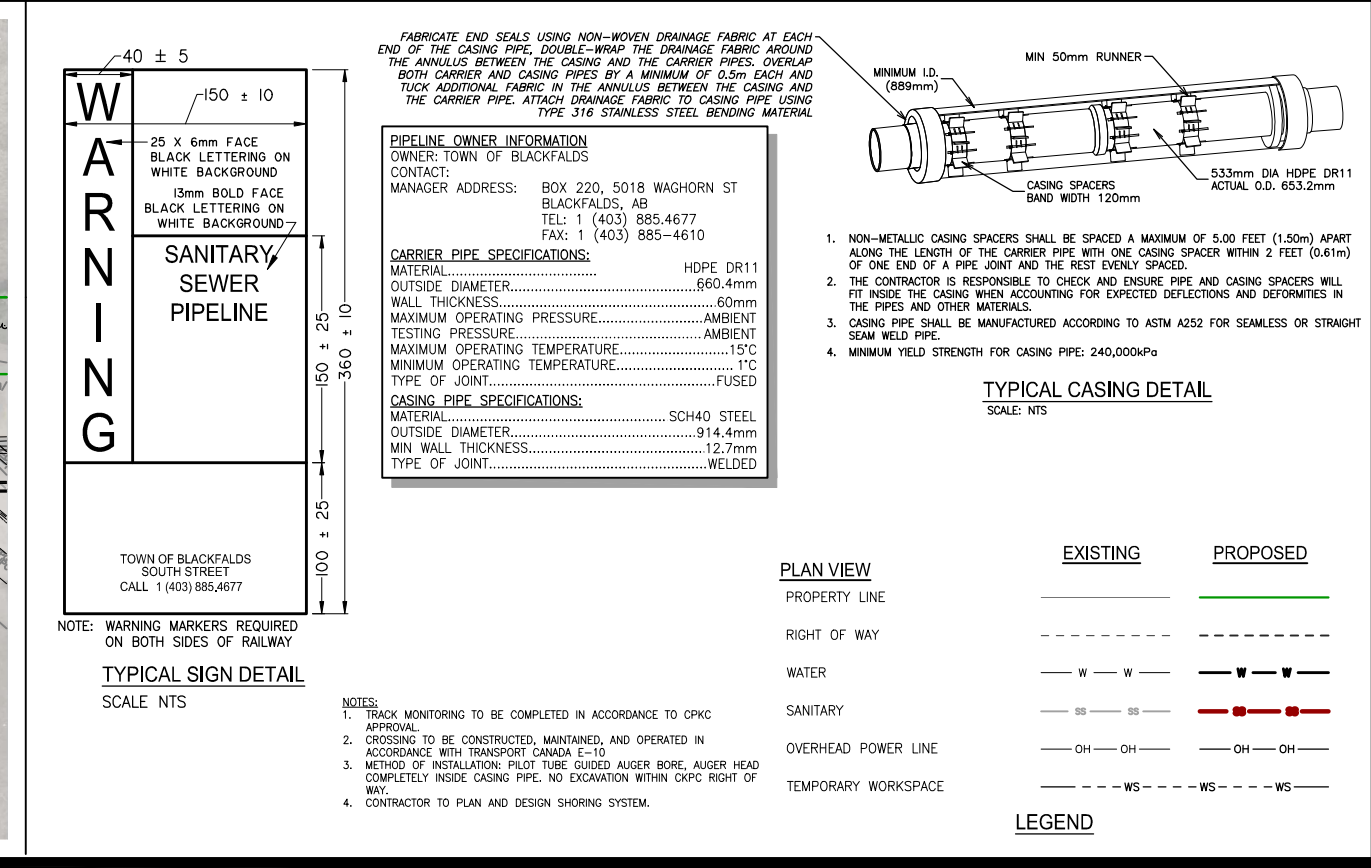 40 ± 5
WARNING
150 ± 10
25 X 6mm FACE
BLACK LETTERING ON
WHITE BACKGROUND
13mm BOLD FACE
BLACK LETTERING ON
WHITE BACKGROUND
SANITARY
SEWER
PIPELINE
150 ± 25
360 ± 10
100 ± 25
TOWN OF BLACKFALDS
SOUTH STREET
CALL 1 (403) 885.4677
NOTE: WARNING MARKERS REQUIRED
ON BOTH SIDES OF RAILWAY
TYPICAL SIGN DETAIL
SCALE NTS
FABRICATE END SEALS USING NON-WOVEN DRAINAGE FABRIC AT EACH
END OF THE CASING PIPE, DOUBLE-WRAP THE DRAINAGE FABRIC AROUND
THE ANNULUS BETWEEN THE CASING AND THE CARRIER PIPES. OVERLAP
BOTH CARRIER AND CASING PIPES BY A MINIMUM OF 0.5m EACH AND
TUCK ADDITIONAL FABRIC IN THE ANNULUS BETWEEN THE CASING AND
THE CARRIER PIPE. ATTACH DRAINAGE FABRIC TO CASING PIPE USING
TYPE 316 STAINLESS STEEL BENDING MATERIAL
PIPELINE OWNER INFORMATION
OWNER: TOWN OF BLACKFALDS
CONTACT:
MANAGER ADDRESS: BOX 220, 5018 WAGHORN ST
BLACKFALDS, AB
TEL: 1 (403) 885.4677
FAX: 1 (403) 885-4610
CARRIER PIPE SPECIFICATIONS:
MATERIAL.................................... HDPE DR11
OUTSIDE DIAMETER.............................................660.4mm
WALL THICKNESS.....................................................60mm
MAXIMUM OPERATING PRESSURE..........................AMBIENT
TESTING PRESSURE................................................AMBIENT
MAXIMUM OPERATING TEMPERATURE..........................15°C
MINIMUM OPERATING TEMPERATURE............................ 1°C
TYPE OF JOINT......................................................FUSED
CASING PIPE SPECIFICATIONS:
MATERIAL..................................................... SCH40 STEEL
OUTSIDE DIAMETER.............................................914.4mm
MIN WALL THICKNESS...........................................12.7mm
TYPE OF JOINT.....................................................WELDED
MINIMUM I.D.
(889mm)
MIN 50mm RUNNER
CASING SPACERS
BAND WIDTH 120mm
533mm DIA HDPE DR11
ACTUAL O.D. 653.2mm
1. NON-METALLIC CASING SPACERS SHALL BE SPACED A MAXIMUM OF 5.00 FEET (1.50m) APART
ALONG THE LENGTH OF THE CARRIER PIPE WITH ONE CASING SPACER WITHIN 2 FEET (0.61m)
OF ONE END OF A PIPE JOINT AND THE REST EVENLY SPACED.
2. THE CONTRACTOR IS RESPONSIBLE TO CHECK AND ENSURE PIPE AND CASING SPACERS WILL
FIT INSIDE THE CASING WHEN ACCOUNTING FOR EXPECTED DEFLECTIONS AND DEFORMITIES IN
THE PIPES AND OTHER MATERIALS.
3. CASING PIPE SHALL BE MANUFACTURED ACCORDING TO ASTM A252 FOR SEAMLESS OR STRAIGHT
SEAM WELD PIPE.
4. MINIMUM YIELD STRENGTH FOR CASING PIPE: 240,000kPa
TYPICAL CASING DETAIL
SCALE: NTS
NOTES:
1. TRACK MONITORING TO BE COMPLETED IN ACCORDANCE TO CPKC
APPROVAL.
2. CROSSING TO BE CONSTRUCTED, MAINTAINED, AND OPERATED IN
ACCORDANCE WITH TRANSPORT CANADA E-10
3. METHOD OF INSTALLATION: PILOT TUBE GUIDED AUGER BORE, AUGER HEAD
COMPLETELY INSIDE CASING PIPE. NO EXCAVATION WITHIN CKPC RIGHT OF
WAY.
4. CONTRACTOR TO PLAN AND DESIGN SHORING SYSTEM.
EXISTING PROPOSED
PLAN VIEW
PROPERTY LINE
RIGHT OF WAY
WATER W W W W
SANITARY SS SS SS SS
OVERHEAD POWER LINE OH OH OH OH
TEMPORARY WORKSPACE WS WS WS
LEGEND